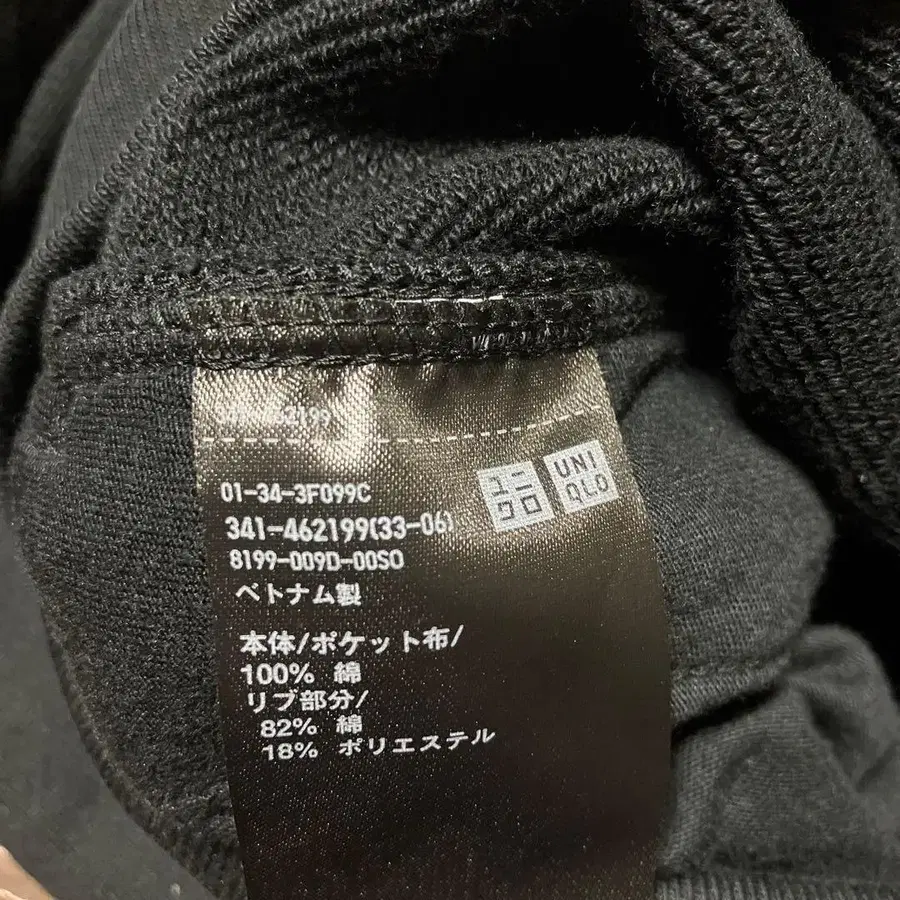 01-34-3F099C
341-462199(33-06)
8199-009D-00SO
ユニ
クロ
UNI
QLO
ベトナム製
本体/ポケット布/
100% 綿
リブ部分/
82% 綿
18% ポリエステル